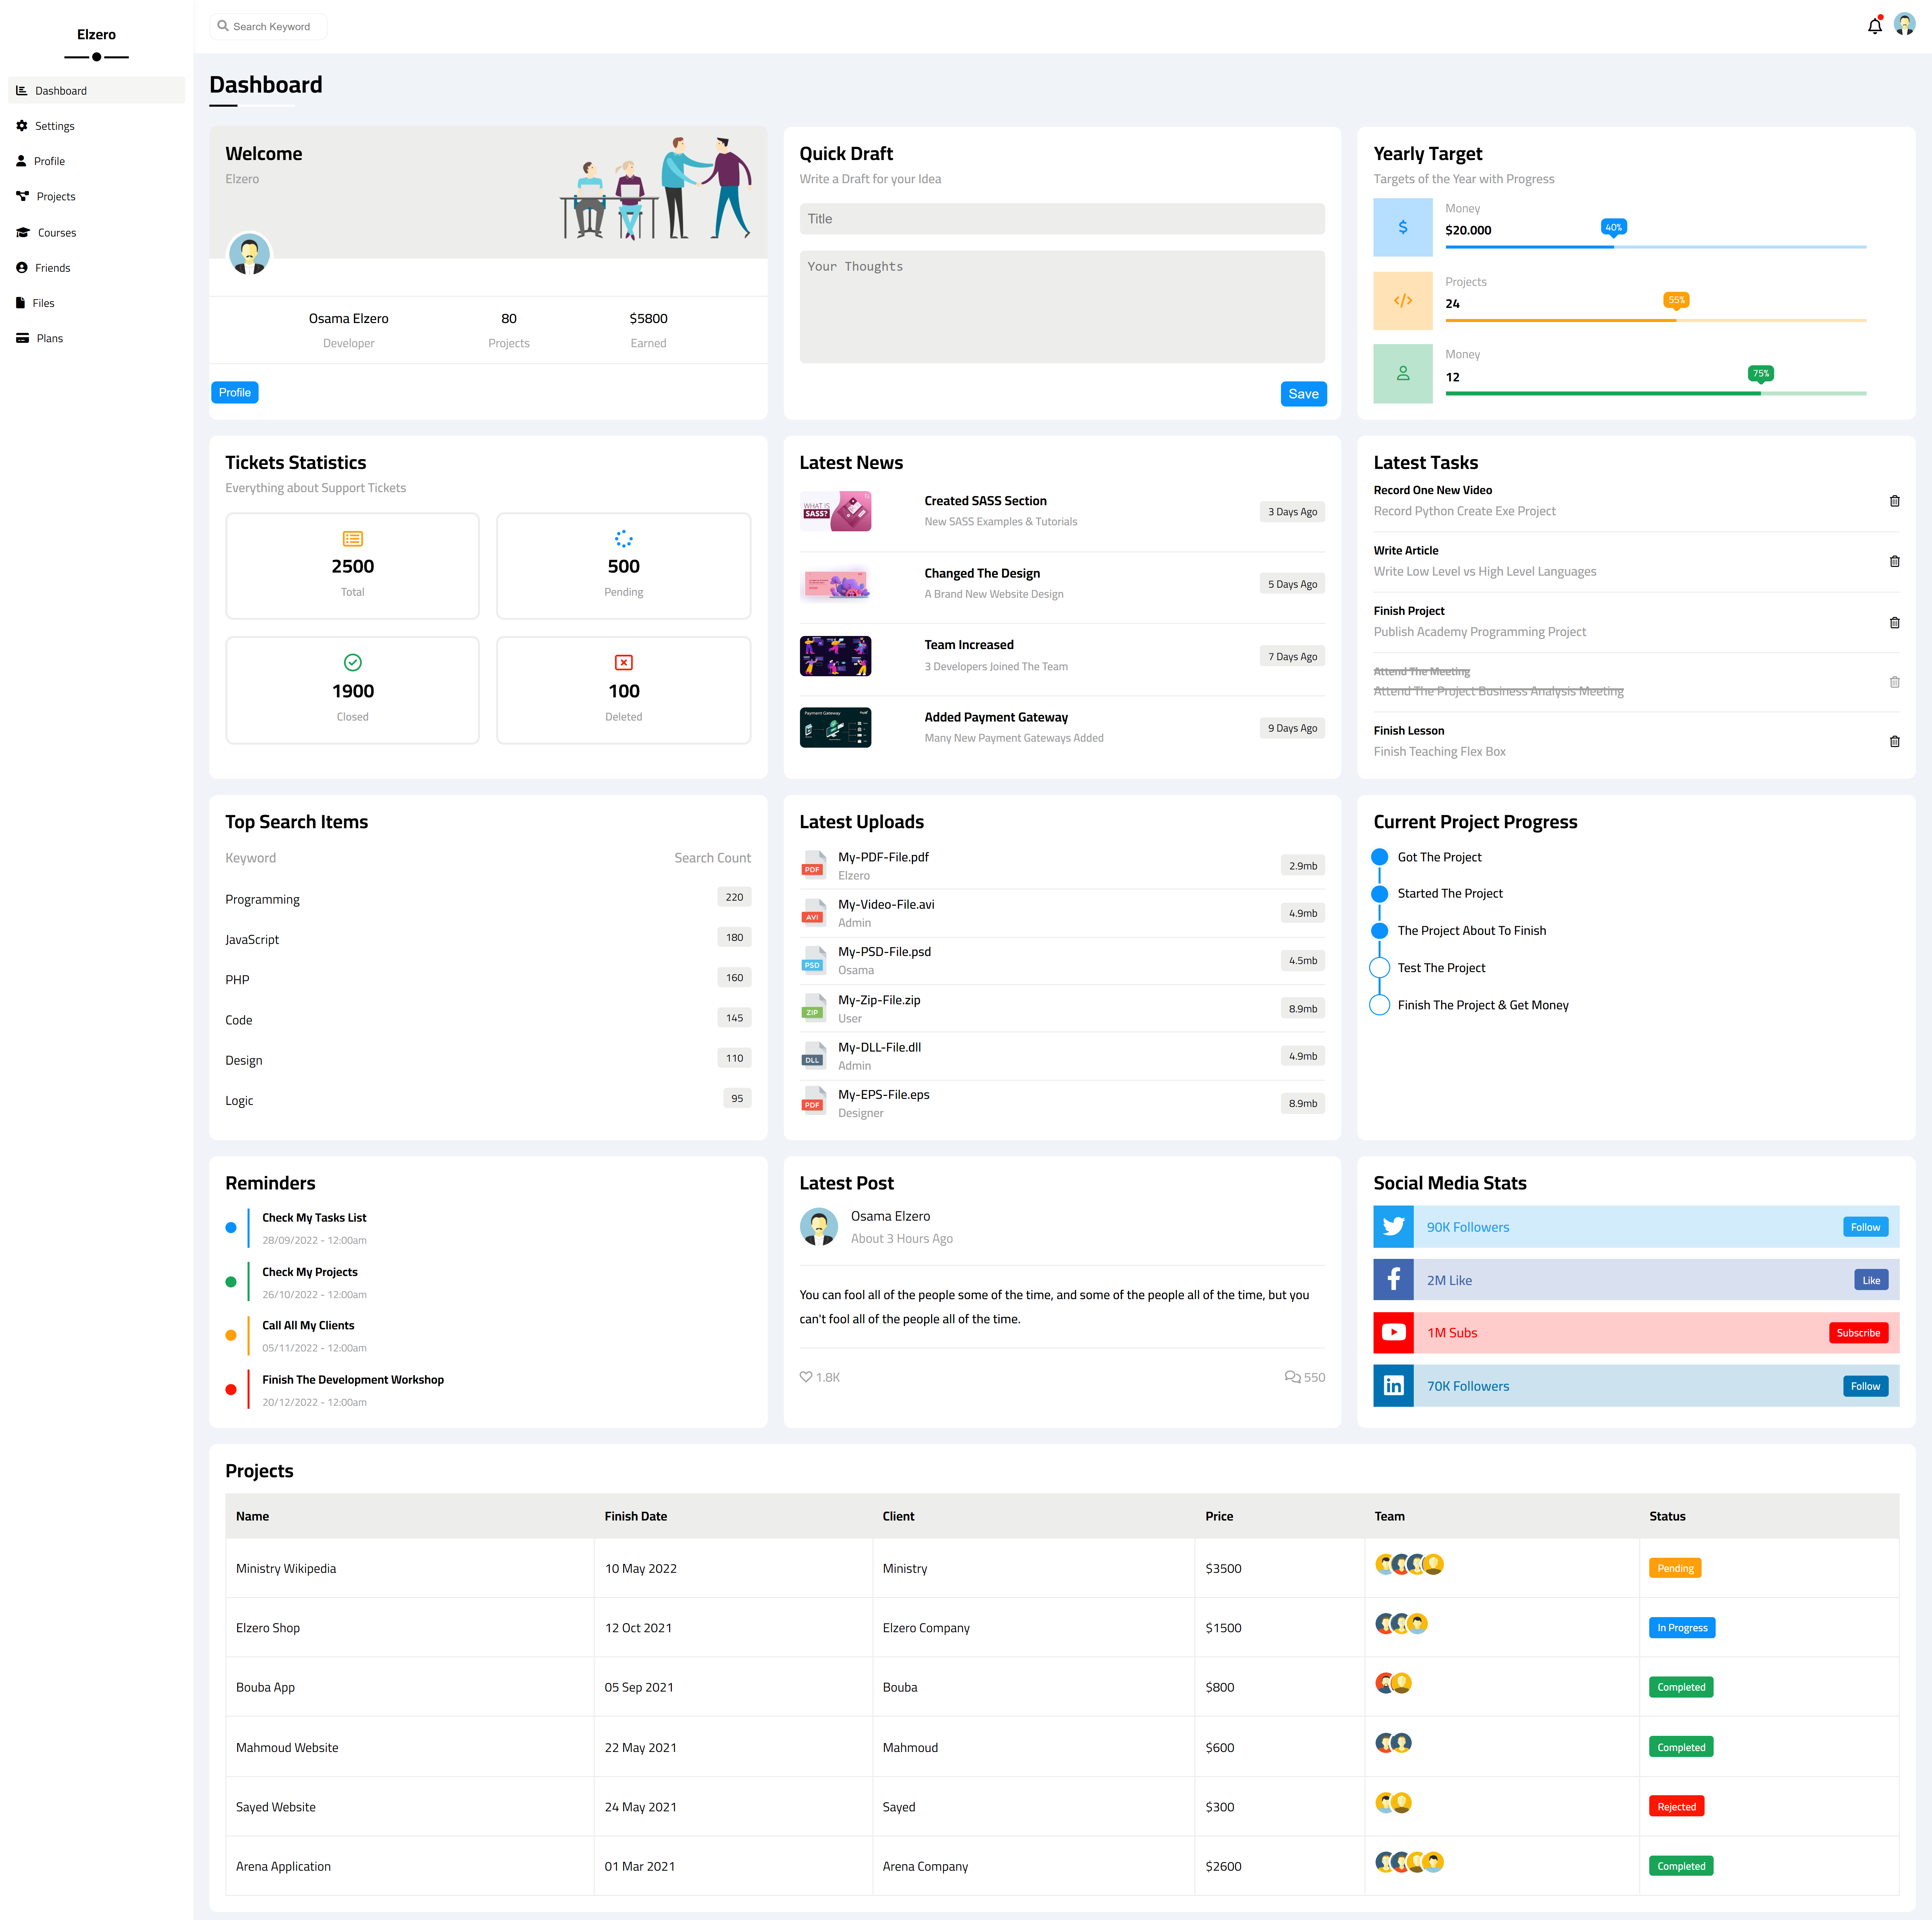 Elzero
Dashboard
Settings
Profile
Projects
Courses
Friends
Files
Plans
Search Keyword
Dashboard
Welcome
Elzero
Osama Elzero
Developer
80
Projects
$5800
Earned
Profile
Quick Draft
Write a Draft for your Idea
Title
Your Thoughts
Save
Yearly Target
Targets of the Year with Progress
Money
$20.000
40%
Projects
24
55%
Money
12
75%
Tickets Statistics
Everything about Support Tickets
2500
Total
500
Pending
1900
Closed
100
Deleted
Latest News
WHAT IS
SASS?
Created SASS Section
New SASS Examples & Tutorials
3 Days Ago
Changed The Design
A Brand New Website Design
5 Days Ago
Team Increased
3 Developers Joined The Team
7 Days Ago
Payment Gateway
Added Payment Gateway
Many New Payment Gateways Added
9 Days Ago
Latest Tasks
Record One New Video
Record Python Create Exe Project
Write Article
Write Low Level vs High Level Languages
Finish Project
Publish Academy Programming Project
Attend The Meeting
Attend The Project Business Analysis Meeting
Finish Lesson
Finish Teaching Flex Box
Top Search Items
Keyword Search Count
Programming 220
JavaScript 180
PHP 160
Code 145
Design 110
Logic 95
Latest Uploads
PDF
My-PDF-File.pdf
Elzero
2.9mb
AVI
My-Video-File.avi
Admin
4.9mb
PSD
My-PSD-File.psd
Osama
4.5mb
ZIP
My-Zip-File.zip
User
8.9mb
DLL
My-DLL-File.dll
Admin
4.9mb
PDF
My-EPS-File.eps
Designer
8.9mb
Current Project Progress
Got The Project
Started The Project
The Project About To Finish
Test The Project
Finish The Project & Get Money
Reminders
Check My Tasks List
28/09/2022 - 12:00am
Check My Projects
26/10/2022 - 12:00am
Call All My Clients
05/11/2022 - 12:00am
Finish The Development Workshop
20/12/2022 - 12:00am
Latest Post
Osama Elzero
About 3 Hours Ago
You can fool all of the people some of the time, and some of the people all of the time, but you
can't fool all of the people all of the time.
1.8K 550
Social Media Stats
90K Followers Follow
2M Like Like
1M Subs Subscribe
in 70K Followers Follow
Projects
Name Finish Date Client Price Team Status
Ministry Wikipedia 10 May 2022 Ministry $3500 Pending
Elzero Shop 12 Oct 2021 Elzero Company $1500 In Progress
Bouba App 05 Sep 2021 Bouba $800 Completed
Mahmoud Website 22 May 2021 Mahmoud $600 Completed
Sayed Website 24 May 2021 Sayed $300 Rejected
Arena Application 01 Mar 2021 Arena Company $2600 Completed